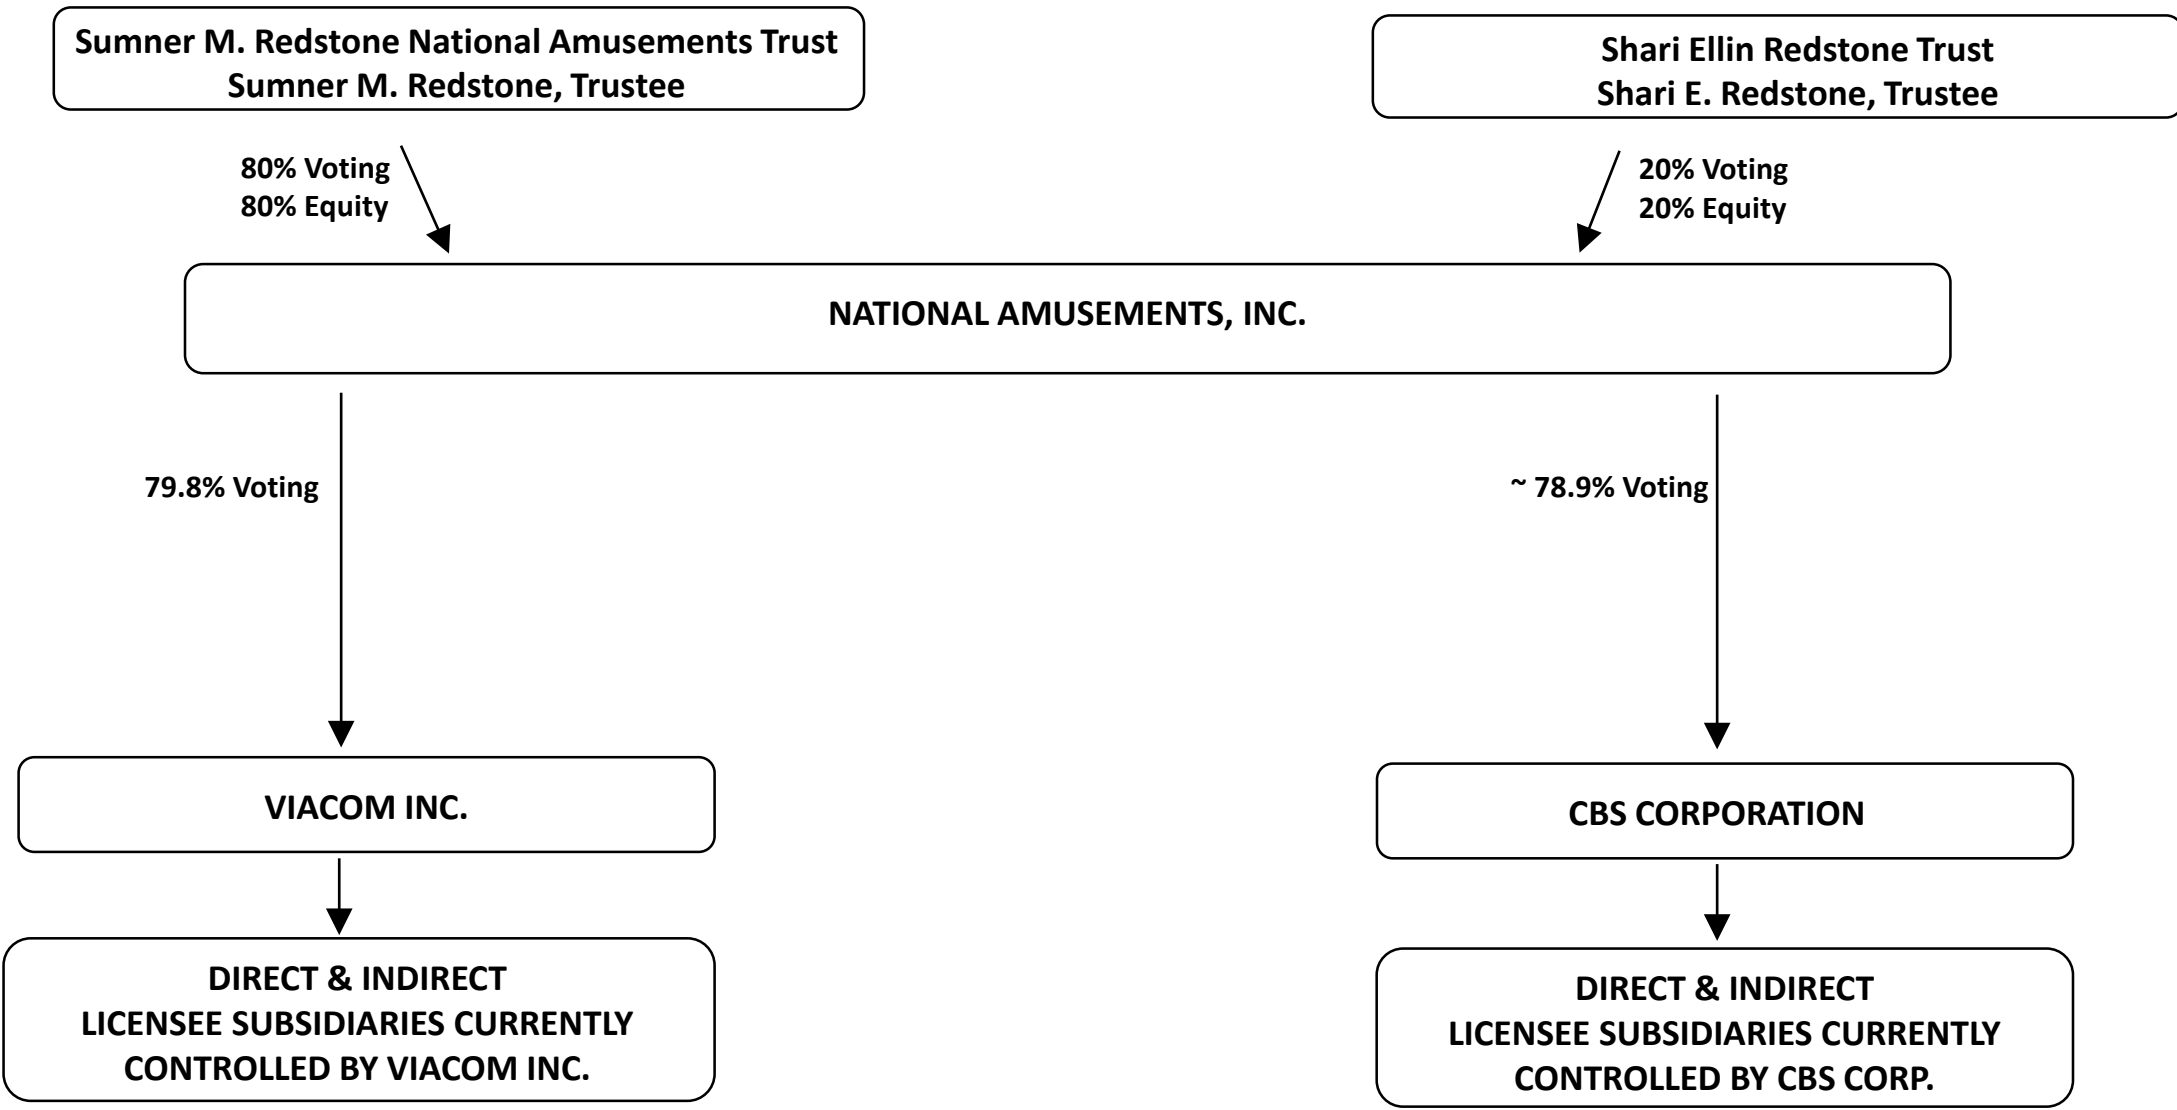 Sumner M. Redstone National Amusements Trust
Sumner M. Redstone, Trustee
Shari Ellin Redstone Trust
Shari E. Redstone, Trustee
80% Voting
80% Equity
20% Voting
20% Equity
NATIONAL AMUSEMENTS, INC.
79.8% Voting
~ 78.9% Voting
VIACOM INC.
CBS CORPORATION
DIRECT & INDIRECT
LICENSEE SUBSIDIARIES CURRENTLY
CONTROLLED BY VIACOM INC.
DIRECT & INDIRECT
LICENSEE SUBSIDIARIES CURRENTLY
CONTROLLED BY CBS CORP.